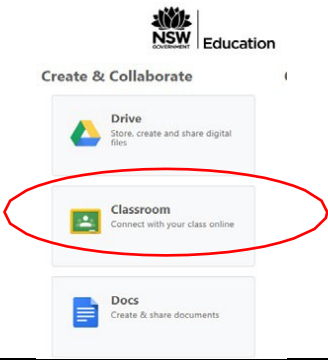 NSW
GOVERNMENT
Education
Create & Collaborate
Drive
Store, create and share digital
files
Classroom
Connect with your class online
Docs
Create & share documents